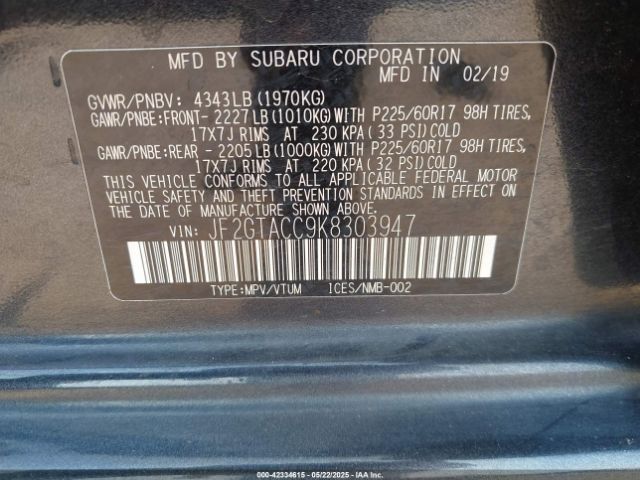 MFD BY SUBARU CORPORATION
MFD IN 02/19
GVWR/PNBV: 4343LB (1970KG)
GAWR/PNBE:FRONT- 2227 LB (1010KG) WITH P225/60R17 98H TIRES,
17X7J RIMS AT 230 KPA ( 33 PSI) COLD
GAWR/PNBE:REAR - 2205 LB (1000KG) WITH P225/60R17 98H TIRES,
17X7J RIMS AT 220 KPA ( 32 PSI) COLD
THIS VEHICLE CONFORMS TO ALL APPLICABLE FEDERAL MOTOR
VEHICLE SAFETY AND THEFT PREVENTION STANDARDS IN EFFECT ON
THE DATE OF MANUFACTURE SHOWN ABOVE.
VIN: JF2GTACC9K8303947
TYPE:MPV/VTUM 1CES/NMB-002
000-42334615 - 05/22/2025 - IAA Inc.